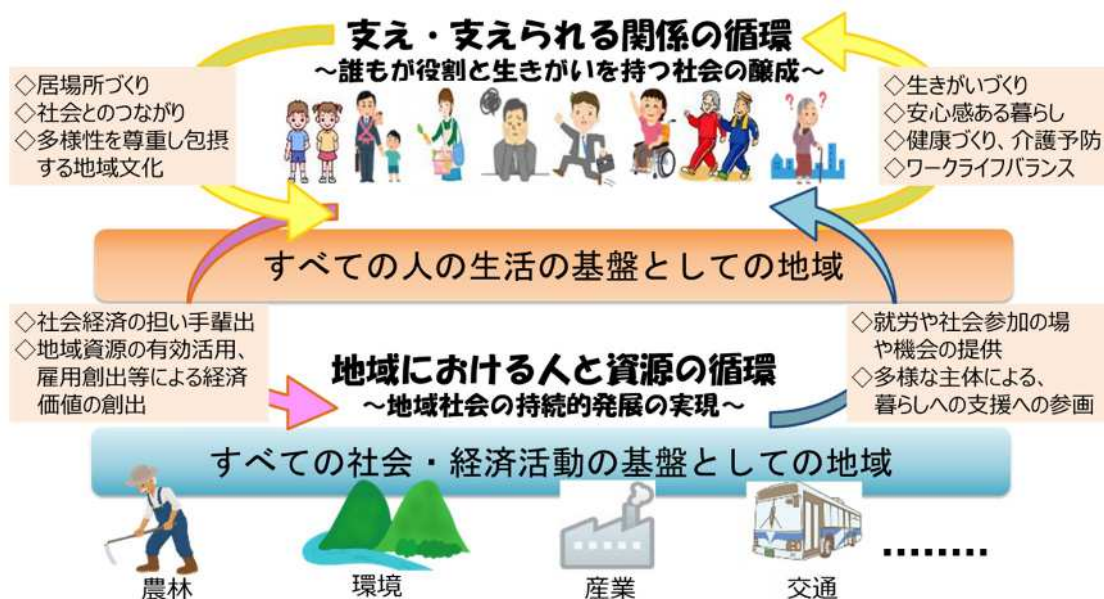 支え・支えられる関係の循環
～誰もが役割と生きがいを持つ社会の醸成～
◇居場所づくり
◇社会とのつながり
◇多様性を尊重し包摂
する地域文化
◇生きがいづくり
◇安心感ある暮らし
◇健康づくり、介護予防
◇ワークライフバランス
すべての人の生活の基盤としての地域
◇社会経済の担い手輩出
◇地域資源の有効活用、
雇用創出等による経済
価値の創出
地域における人と資源の循環
～地域社会の持続的発展の実現～
◇就労や社会参加の場
や機会の提供
◇多様な主体による、
暮らしへの支援への参画
すべての社会・経済活動の基盤としての地域
農林
環境
産業
交通
………